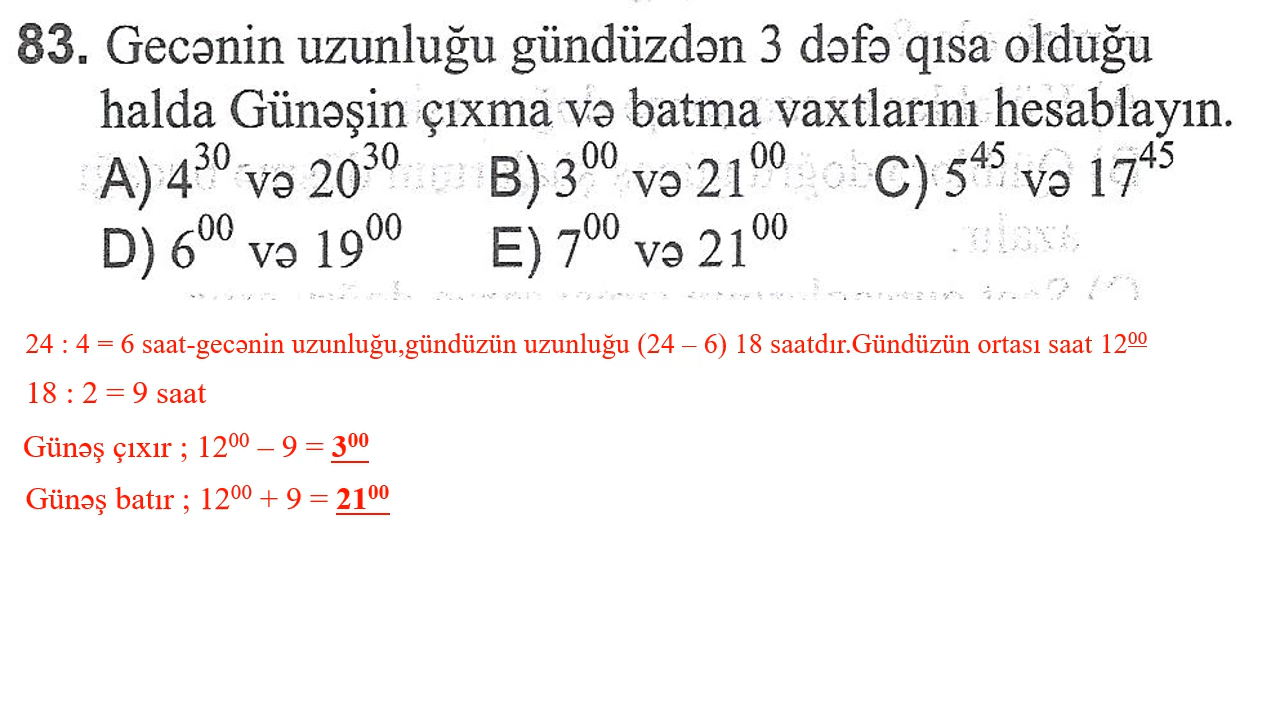 83. Gecənin uzunluğu gündüzdən 3 dəfə qısa olduğu
halda Günəşin çıxma və batma vaxtlarını hesablayın.
A) 4³⁰ və 20³⁰ B) 3⁰⁰ və 21⁰⁰ C) 5⁴⁵ və 17⁴⁵
D) 6⁰⁰ və 19⁰⁰ E) 7⁰⁰ və 21⁰⁰
24 : 4 = 6 saat-gecənin uzunluğu,gündüzün uzunluğu (24 – 6) 18 saatdır.Gündüzün ortası saat 12⁰⁰
18 : 2 = 9 saat
Günəş çıxır ; 12⁰⁰ – 9 = 3⁰⁰
Günəş batır ; 12⁰⁰ + 9 = 21⁰⁰